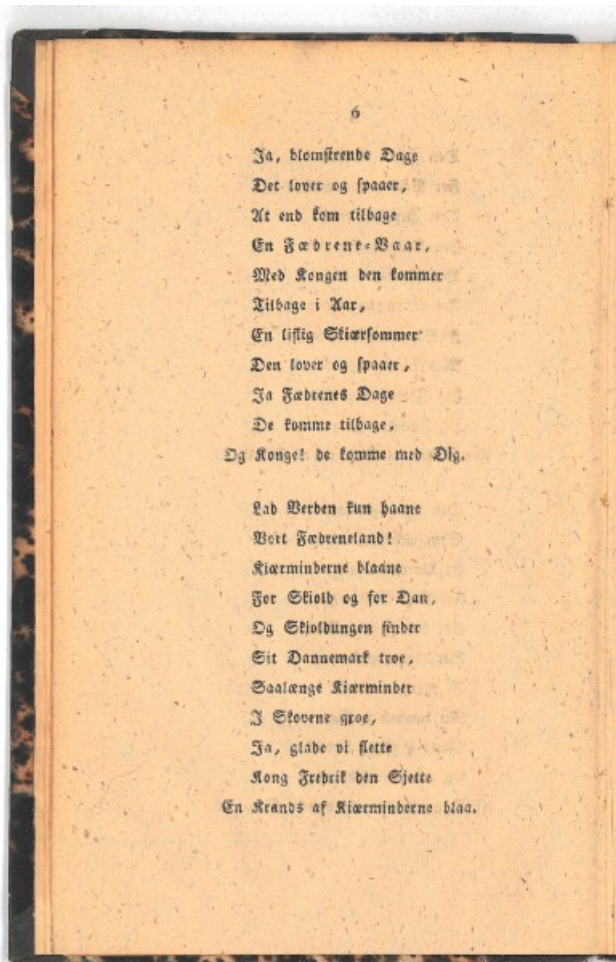 6
Ja, blomstrende Dage
Det lover og spaaer,
At end kom tilbage
En Fædrene-Vaar,
Med Kongen den kommer
Tilbage i Aar,
En liflig Skiærsommer
Den lover og spaaer,
Ja Fædrenes Dage
De komme tilbage,
Og Konge! de komme med Dig.
Lad Verden kun haane
Vort Fædreneland!
Kiærminderne blaane
For Skiold og for Dan,
Og Skioldungen finder
Sit Dannemark troe,
Saalænge Kiærminder
I Skovene groe,
Ja, glade vi flette
Kong Fredrik den Sjette
En Krands af Kiærminderne blaa.